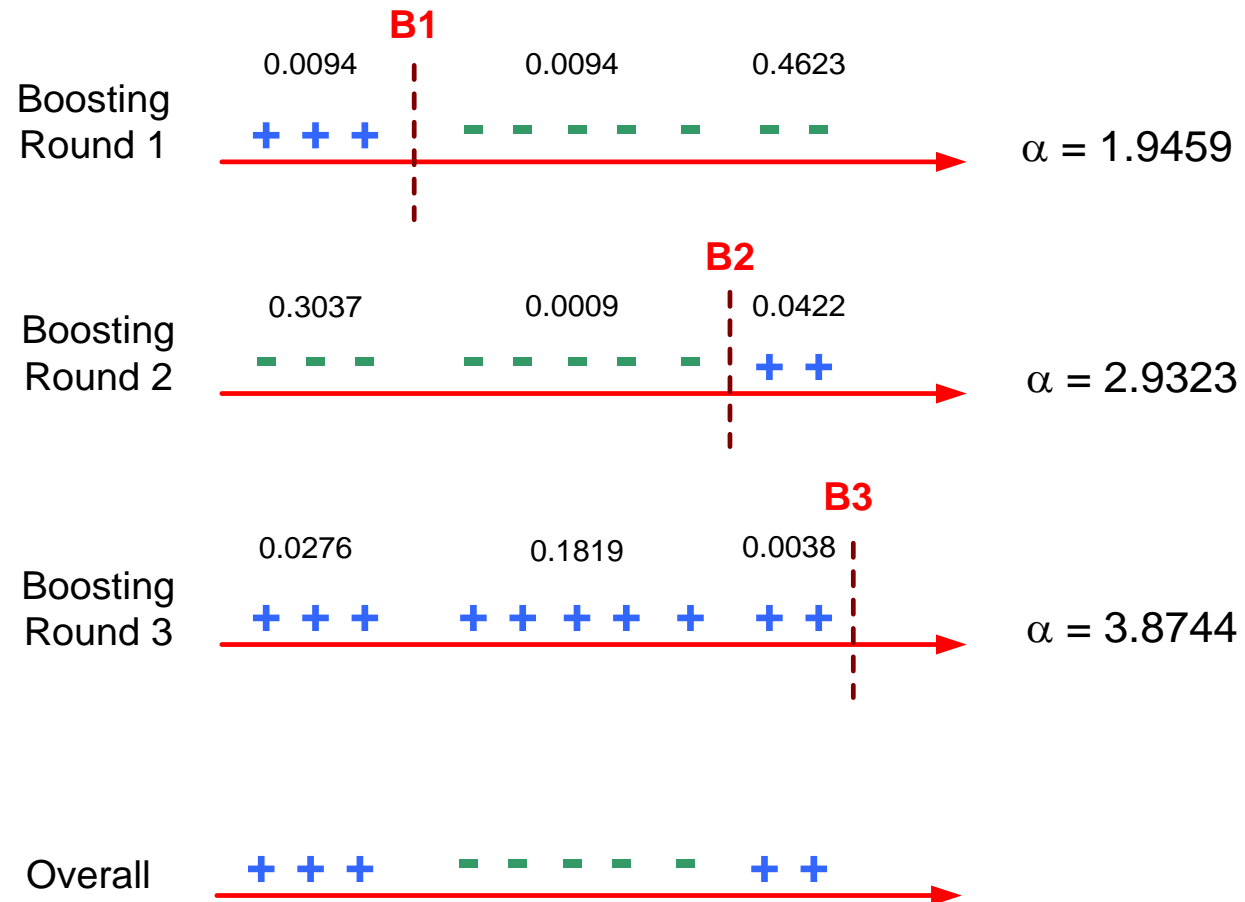 B1
0.0094 0.0094 0.4623
Boosting
Round 1
+ + + - - - - - - -
α = 1.9459
B2
0.3037 0.0009 0.0422
Boosting
Round 2
- - - - - - - - + +
α = 2.9323
B3
0.0276 0.1819 0.0038
Boosting
Round 3
+ + + + + + + + + +
α = 3.8744
Overall
+ + + - - - - - + +